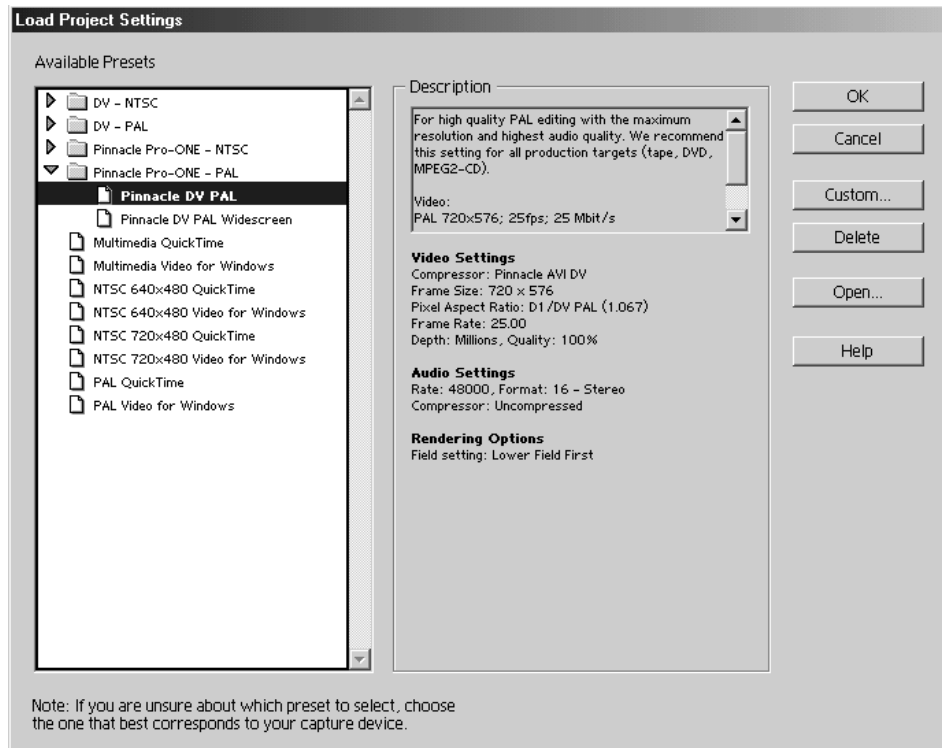 Load Project Settings
Available Presets
DV – NTSC
DV – PAL
Pinnacle Pro-ONE – NTSC
Pinnacle Pro-ONE – PAL
Pinnacle DV PAL
Pinnacle DV PAL Widescreen
Multimedia QuickTime
Multimedia Video for Windows
NTSC 640x480 QuickTime
NTSC 640x480 Video for Windows
NTSC 720x480 QuickTime
NTSC 720x480 Video for Windows
PAL QuickTime
PAL Video for Windows
Description
For high quality PAL editing with the maximum
resolution and highest audio quality. We recommend
this setting for all production targets (tape, DVD,
MPEG2-CD).
Video:
PAL 720x576; 25fps; 25 Mbit/s
Video Settings
Compressor: Pinnacle AVI DV
Frame Size: 720 x 576
Pixel Aspect Ratio: D1/DV PAL (1.067)
Frame Rate: 25.00
Depth: Millions, Quality: 100%
Audio Settings
Rate: 48000, Format: 16 – Stereo
Compressor: Uncompressed
Rendering Options
Field setting: Lower Field First
OK
Cancel
Custom...
Delete
Open...
Help
Note: If you are unsure about which preset to select, choose
the one that best corresponds to your capture device.